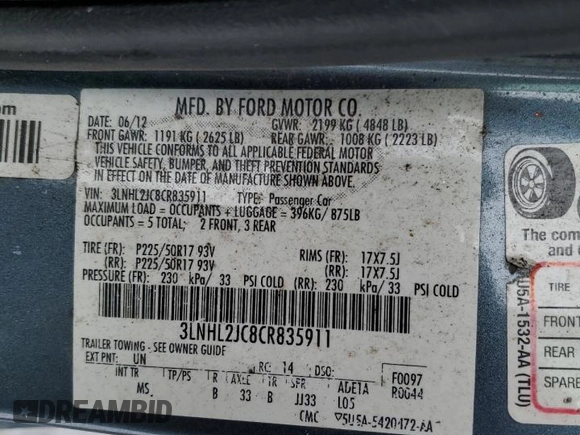 om
MFD. BY FORD MOTOR CO.
DATE: 06/12
GVWR: 2199 KG ( 4848 LB)
FRONT GAWR: 1191 KG ( 2625 LB)
REAR GAWR: 1008 KG ( 2223 LB)
THIS VEHICLE CONFORMS TO ALL APPLICABLE FEDERAL MOTOR
VEHICLE SAFETY, BUMPER, AND THEFT PREVENTION STANDARDS
IN EFFECT ON THE DATE OF MANUFACTURE SHOWN ABOVE.
VIN: 3LNHL2JC8CR835911
TYPE: Passenger Car
MAXIMUM LOAD = OCCUPANTS + LUGGAGE = 396KG/ 875LB
OCCUPANTS = 5 TOTAL; 2 FRONT, 3 REAR
TIRE (FR): P225/50R17 93V RIMS (FR): 17X7.5J
(RR): P225/50R17 93V (RR): 17X7.5J
PRESSURE (FR): 230 kPa/ 33 PSI COLD (RR): 230 kPa/ 33 PSI COLD
3LNHL2JC8CR835911
TRAILER TOWING - SEE OWNER GUIDE
EXT PNT: UN RC: 14 DSO: F0097
INT TR TP/PS R AXLE TR SPR ADE1A R0044
MS. B 33 B JJ33 L05
CMC 5U5A-5420472-AA
The com
TIRE
FRONT
REAR
SPARE
5U5A-1532-AA (TLU)
DREAMBID